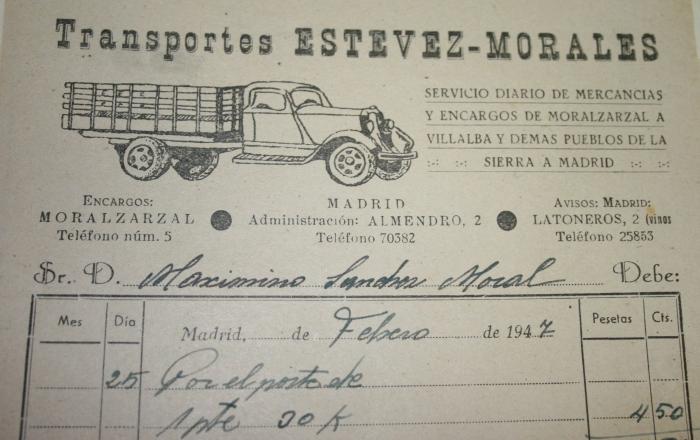 Transportes ESTEVEZ-MORALES
SERVICIO DIARIO DE MERCANCIAS
Y ENCARGOS DE MORALZARZAL A
VILLALBA Y DEMAS PUEBLOS DE LA
:-: :-: SIERRA A MADRID :-: :-:
ENCARGOS:
MORALZARZAL
Teléfono núm. 5
MADRID
Administración: ALMENDRO, 2
Teléfono 70382
AVISOS: MADRID:
LATONEROS, 2 (vinos
Teléfono 25853
Sr. D. Maximino Sanchez Moral Debe:
Mes Día Madrid, de Febero de 1947 Pesetas Cts.
25 Por el porte de
1 pte 30 K 4 50